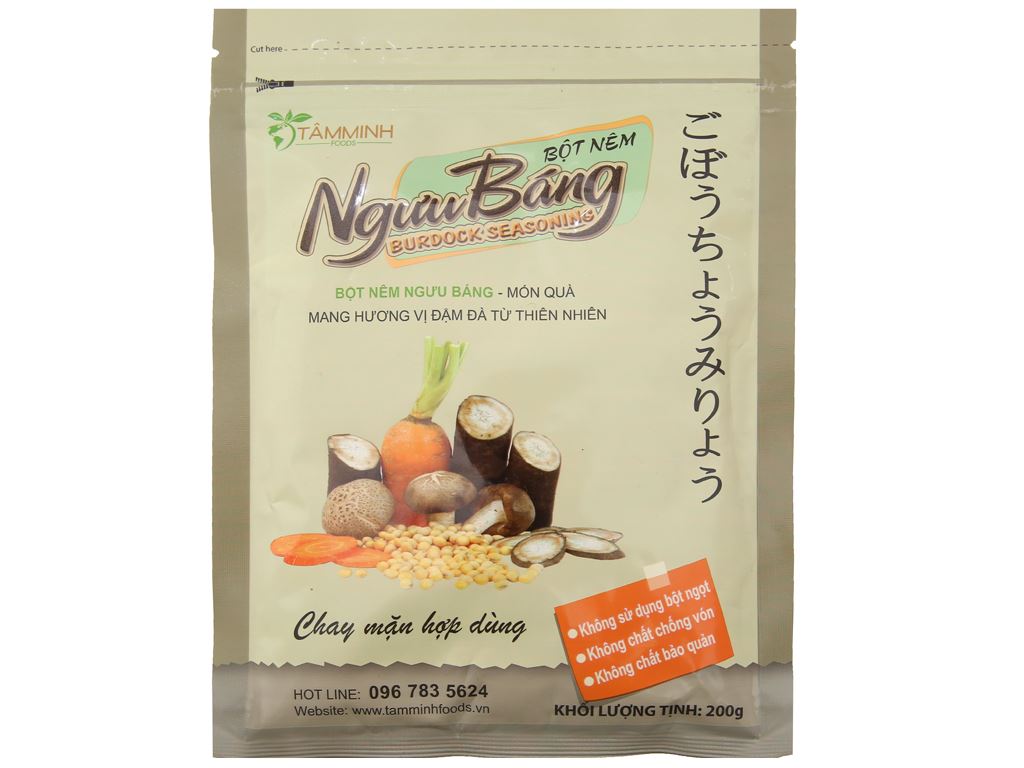 Cut here
TÂMMINH
FOODS
BỘT NÊM
Ngưu Báng
BURDOCK SEASONING
BỘT NÊM NGƯU BÁNG - MÓN QUÀ
MANG HƯƠNG VỊ ĐẬM ĐÀ TỪ THIÊN NHIÊN
ごぼうちょうみりょう
Chay mặn hợp dùng
Không sử dụng bột ngọt
Không chất chống vón
Không chất bảo quản
HOT LINE: 096 783 5624
Website: www.tamminhfoods.vn
KHỐI LƯỢNG TỊNH: 200g